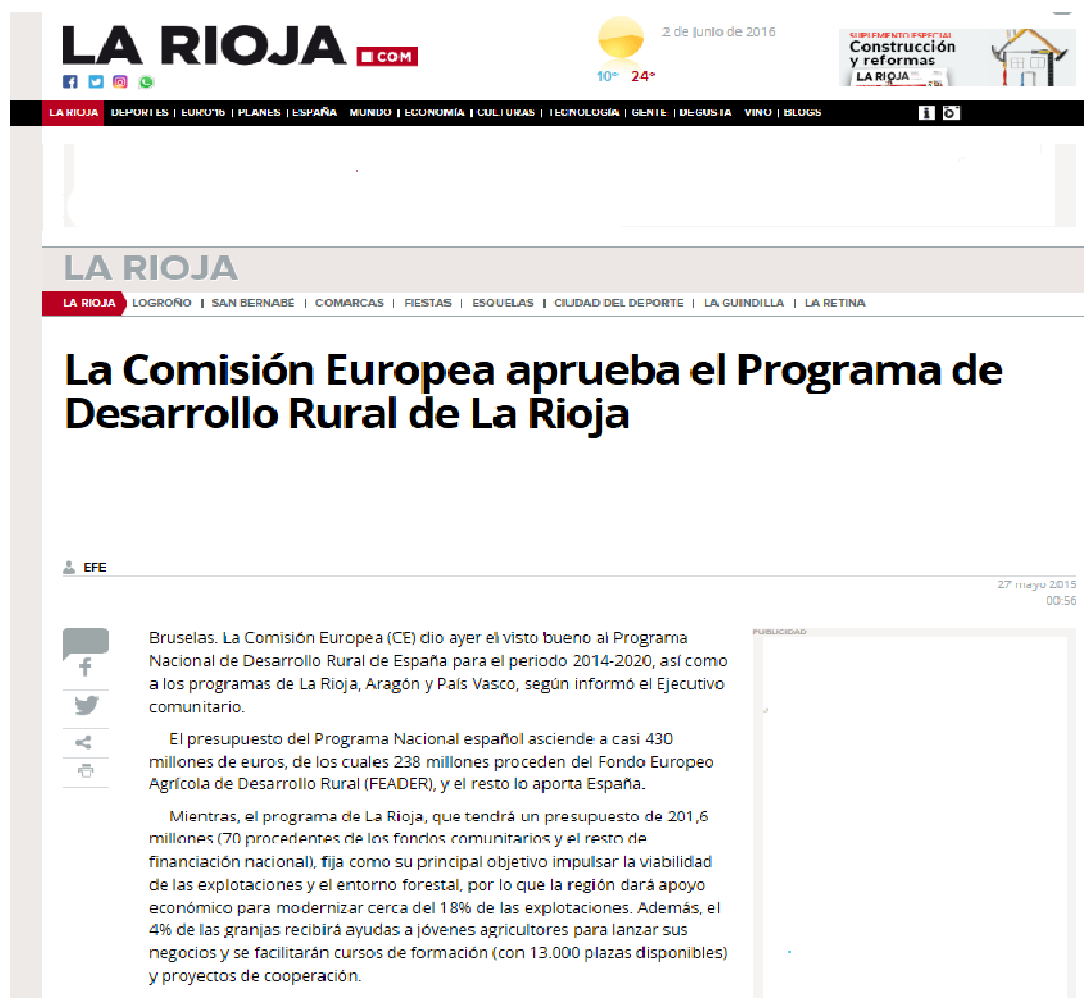 LA RIOJA COM
2 de Junio de 2016
10° 24°
SUPLEMENTO ESPECIAL
Construcción
y reformas
LA RIOJA
LA RIOJA DEPORTES | EURO'16 | PLANES | ESPAÑA MUNDO | ECONOMÍA | CULTURAS | TECNOLOGÍA | GENTE | DEGUSTA VINO | BLOGS
LA RIOJA
LA RIOJA LOGROÑO | SAN BERNABÉ | COMARCAS | FIESTAS | ESQUELAS | CIUDAD DEL DEPORTE | LA GUINDILLA | LA RETINA
La Comisión Europea aprueba el Programa de
Desarrollo Rural de La Rioja
EFE
27 mayo 2015
00:56
PUBLICIDAD
Bruselas. La Comisión Europea (CE) dio ayer el visto bueno al Programa
Nacional de Desarrollo Rural de España para el periodo 2014-2020, así como
a los programas de La Rioja, Aragón y País Vasco, según informó el Ejecutivo
comunitario.
El presupuesto del Programa Nacional español asciende a casi 430
millones de euros, de los cuales 238 millones proceden del Fondo Europeo
Agrícola de Desarrollo Rural (FEADER), y el resto lo aporta España.
Mientras, el programa de La Rioja, que tendrá un presupuesto de 201,6
millones (70 procedentes de los fondos comunitarios y el resto de
financiación nacional), fija como su principal objetivo impulsar la viabilidad
de las explotaciones y el entorno forestal, por lo que la región dará apoyo
económico para modernizar cerca del 18% de las explotaciones. Además, el
4% de las granjas recibirá ayudas a jóvenes agricultores para lanzar sus
negocios y se facilitarán cursos de formación (con 13.000 plazas disponibles)
y proyectos de cooperación.